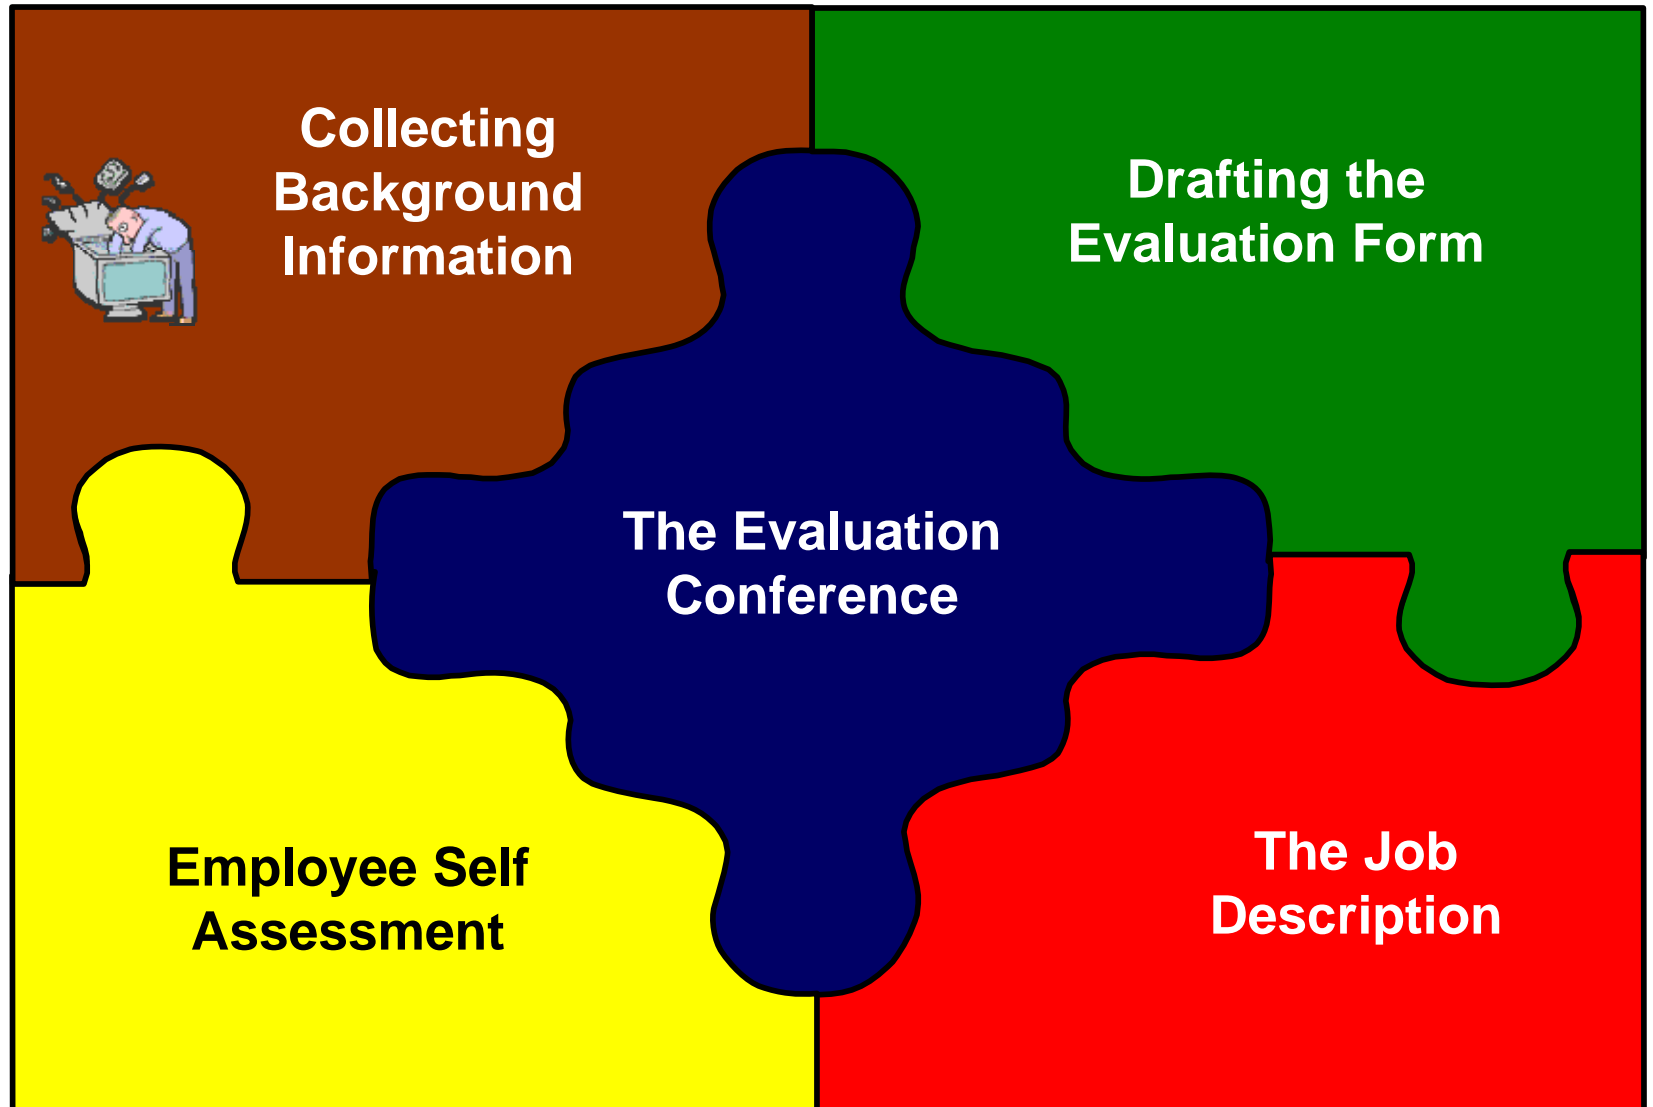 Collecting
Background
Information
Drafting the
Evaluation Form
The Evaluation
Conference
Employee Self
Assessment
The Job
Description